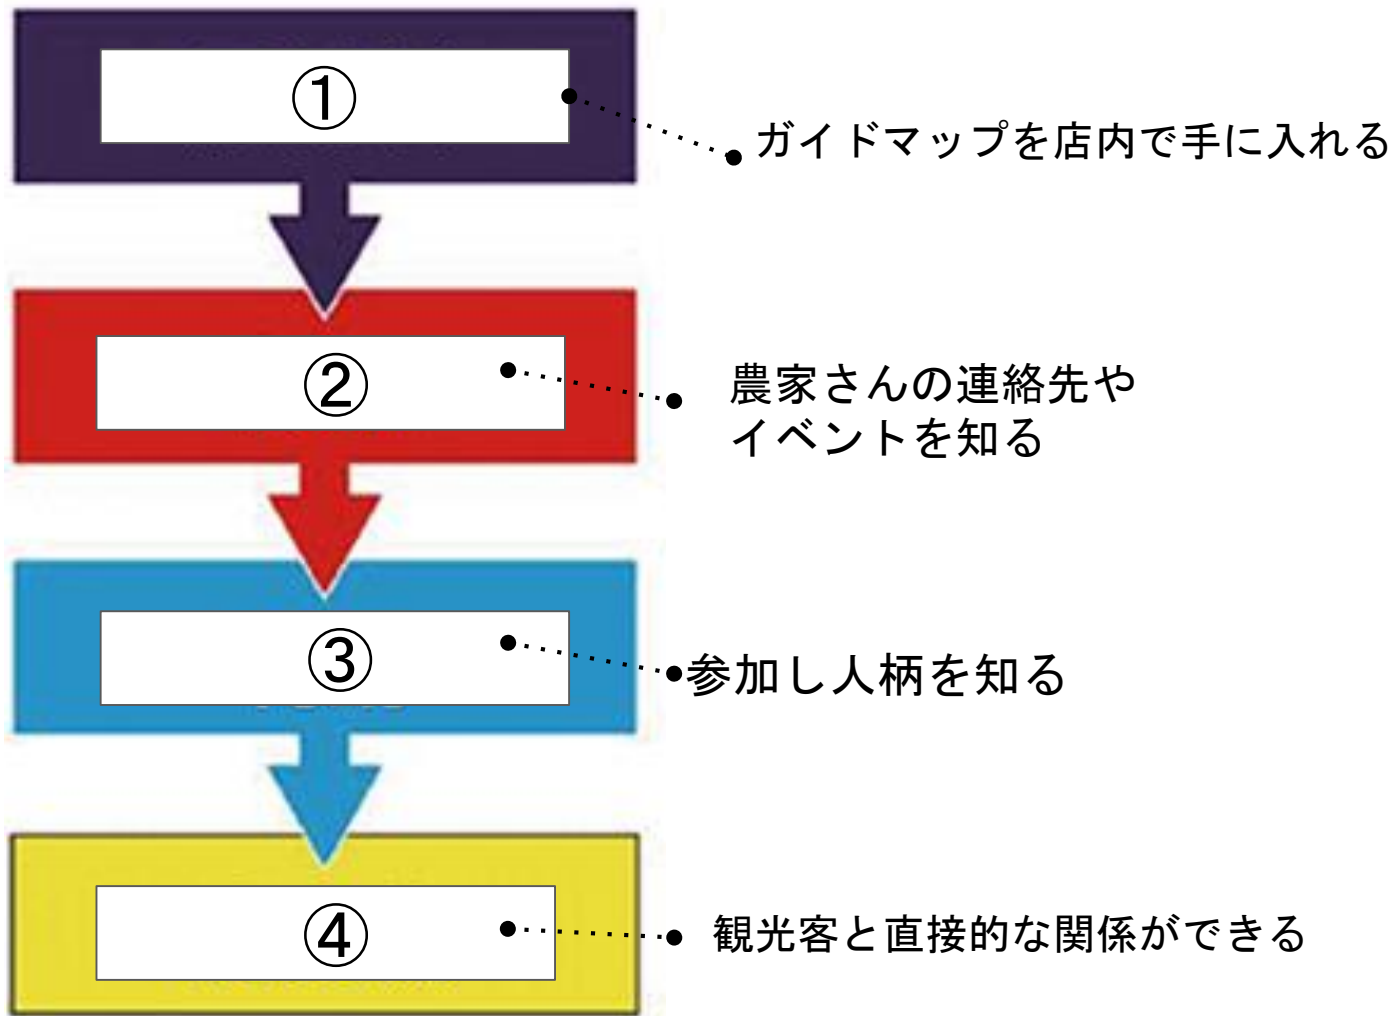 ①
ガイドマップを店内で手に入れる
②
農家さんの連絡先や
イベントを知る
③
参加し人柄を知る
④
観光客と直接的な関係ができる